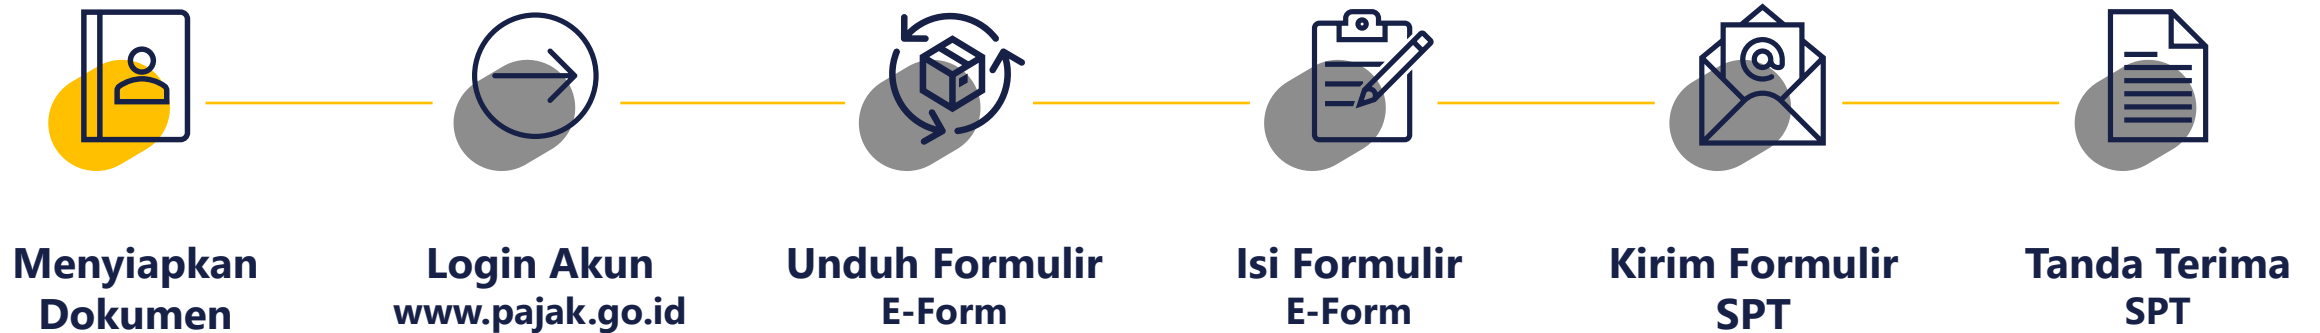 Menyiapkan
Dokumen
Login Akun
www.pajak.go.id
Unduh Formulir
E-Form
Isi Formulir
E-Form
Kirim Formulir
SPT
Tanda Terima
SPT